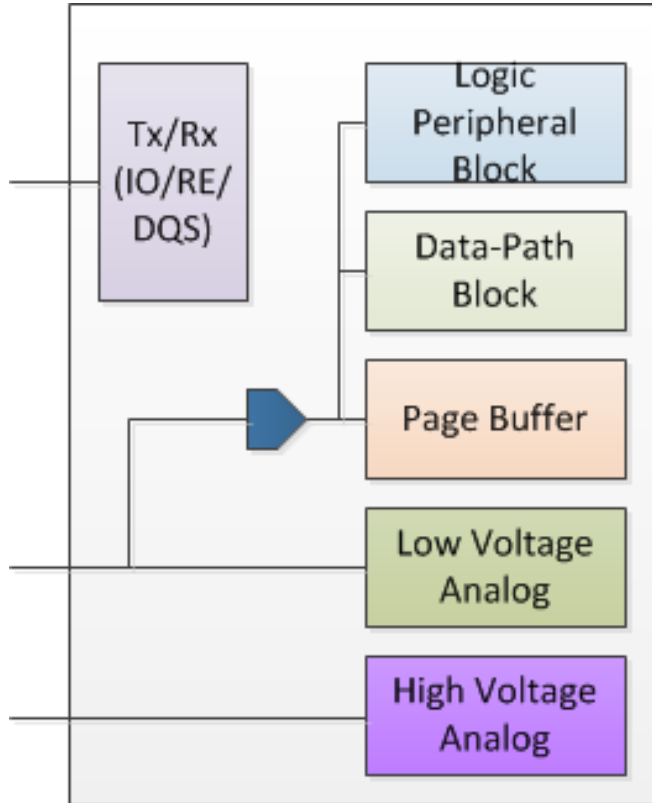 Tx/Rx
(IO/RE/
DQS)
Logic
Peripheral
Block
Data-Path
Block
Page Buffer
Low Voltage
Analog
High Voltage
Analog